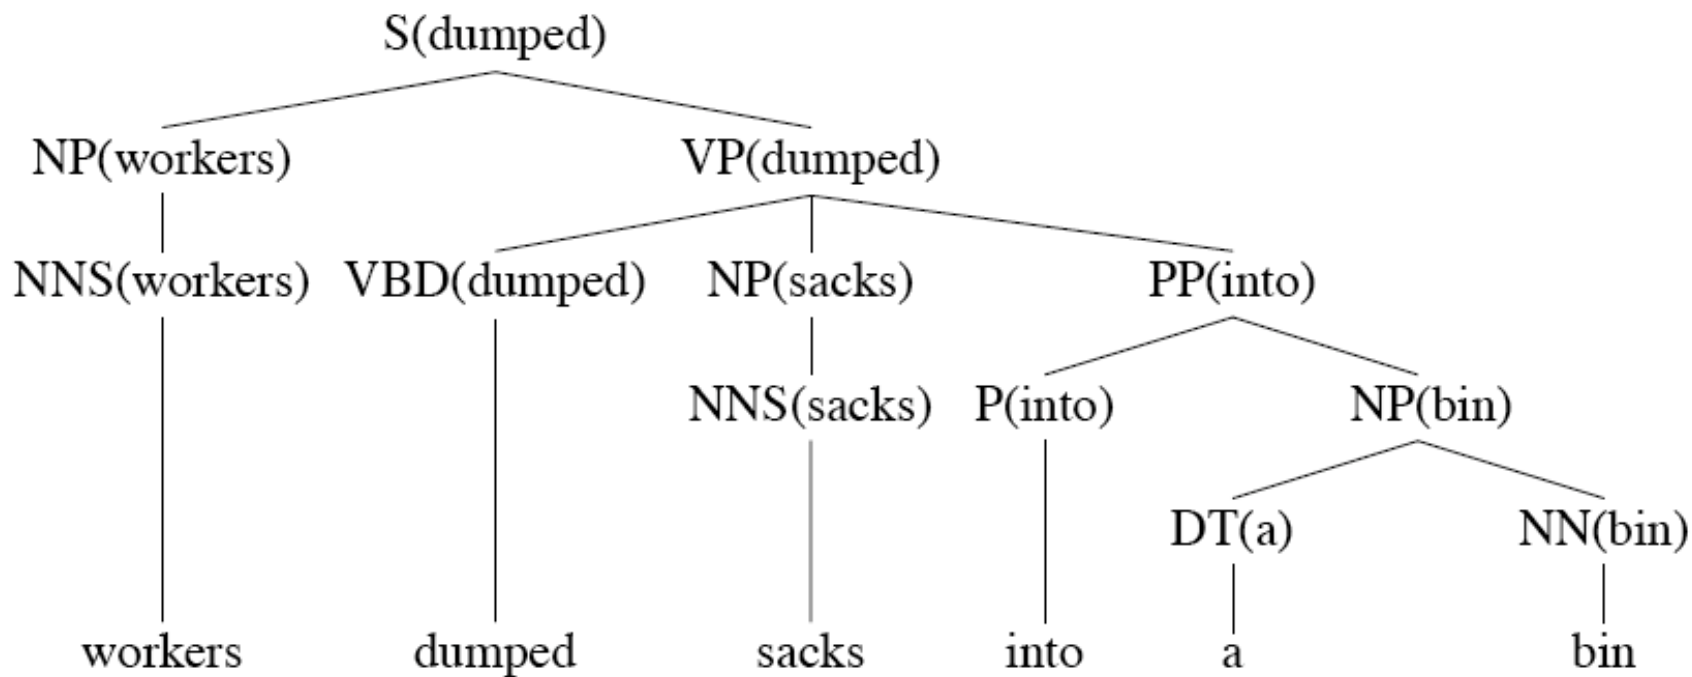 S(dumped)
NP(workers) VP(dumped)
NNS(workers) VBD(dumped) NP(sacks) PP(into)
NNS(sacks) P(into) NP(bin)
DT(a) NN(bin)
workers dumped sacks into a bin